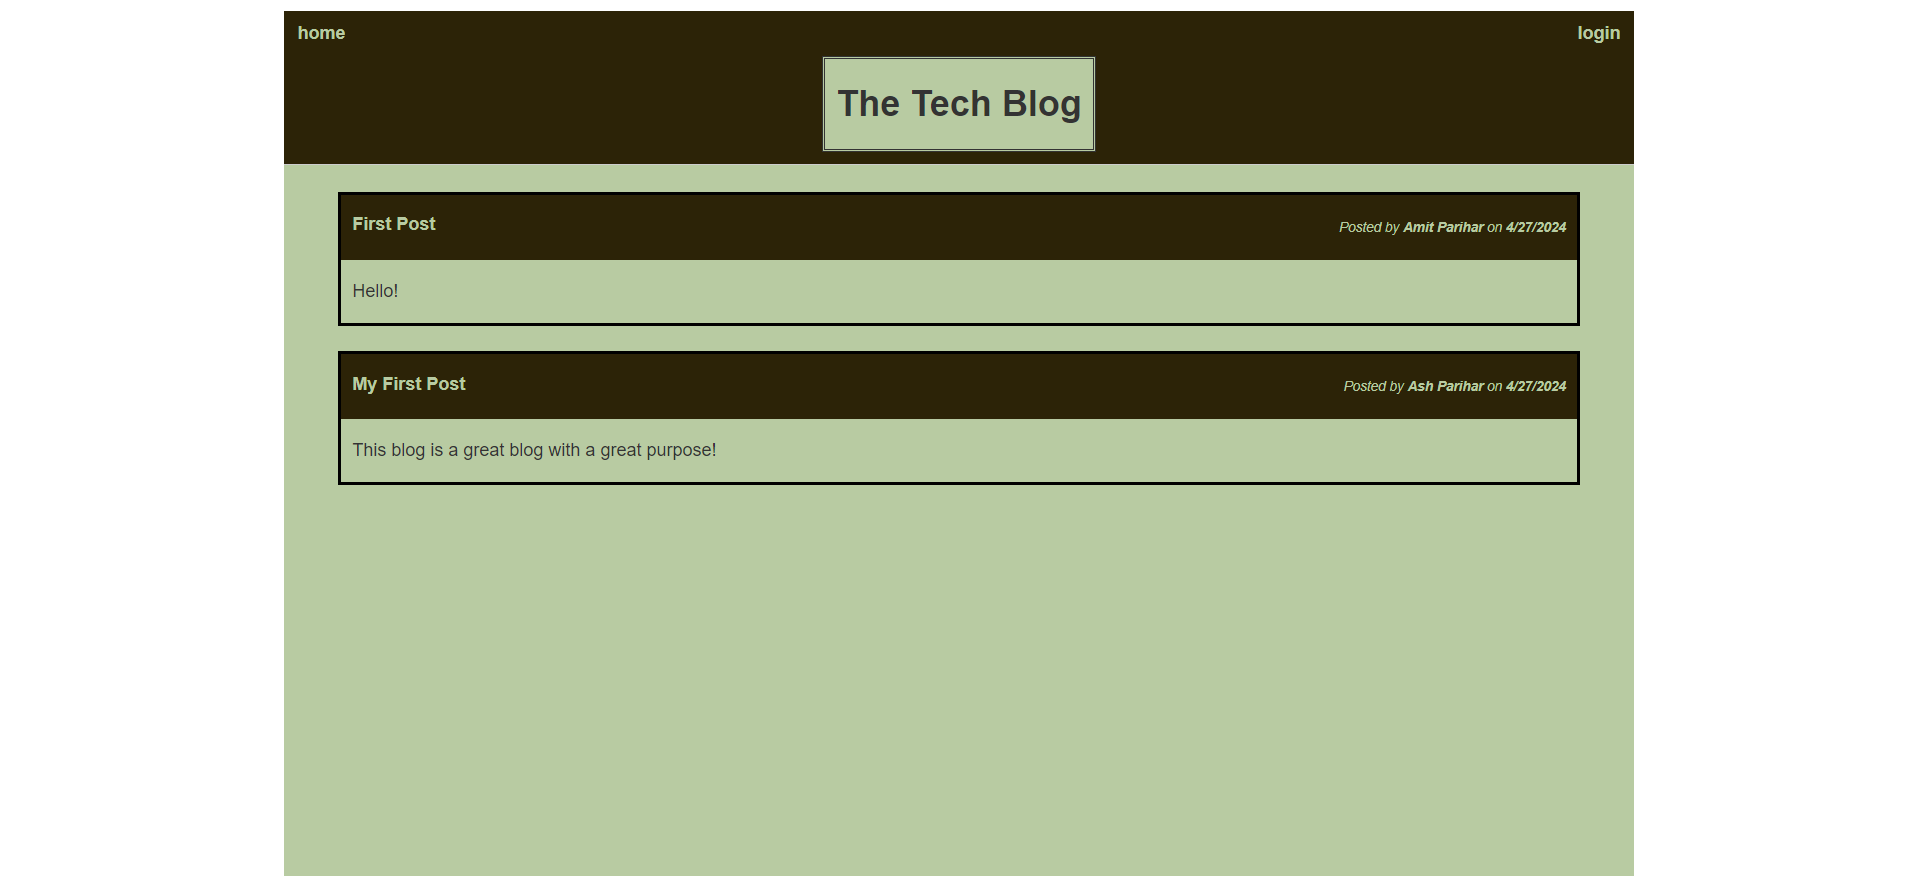 home login
The Tech Blog
First Post Posted by Amit Parihar on 4/27/2024
Hello!
My First Post Posted by Ash Parihar on 4/27/2024
This blog is a great blog with a great purpose!